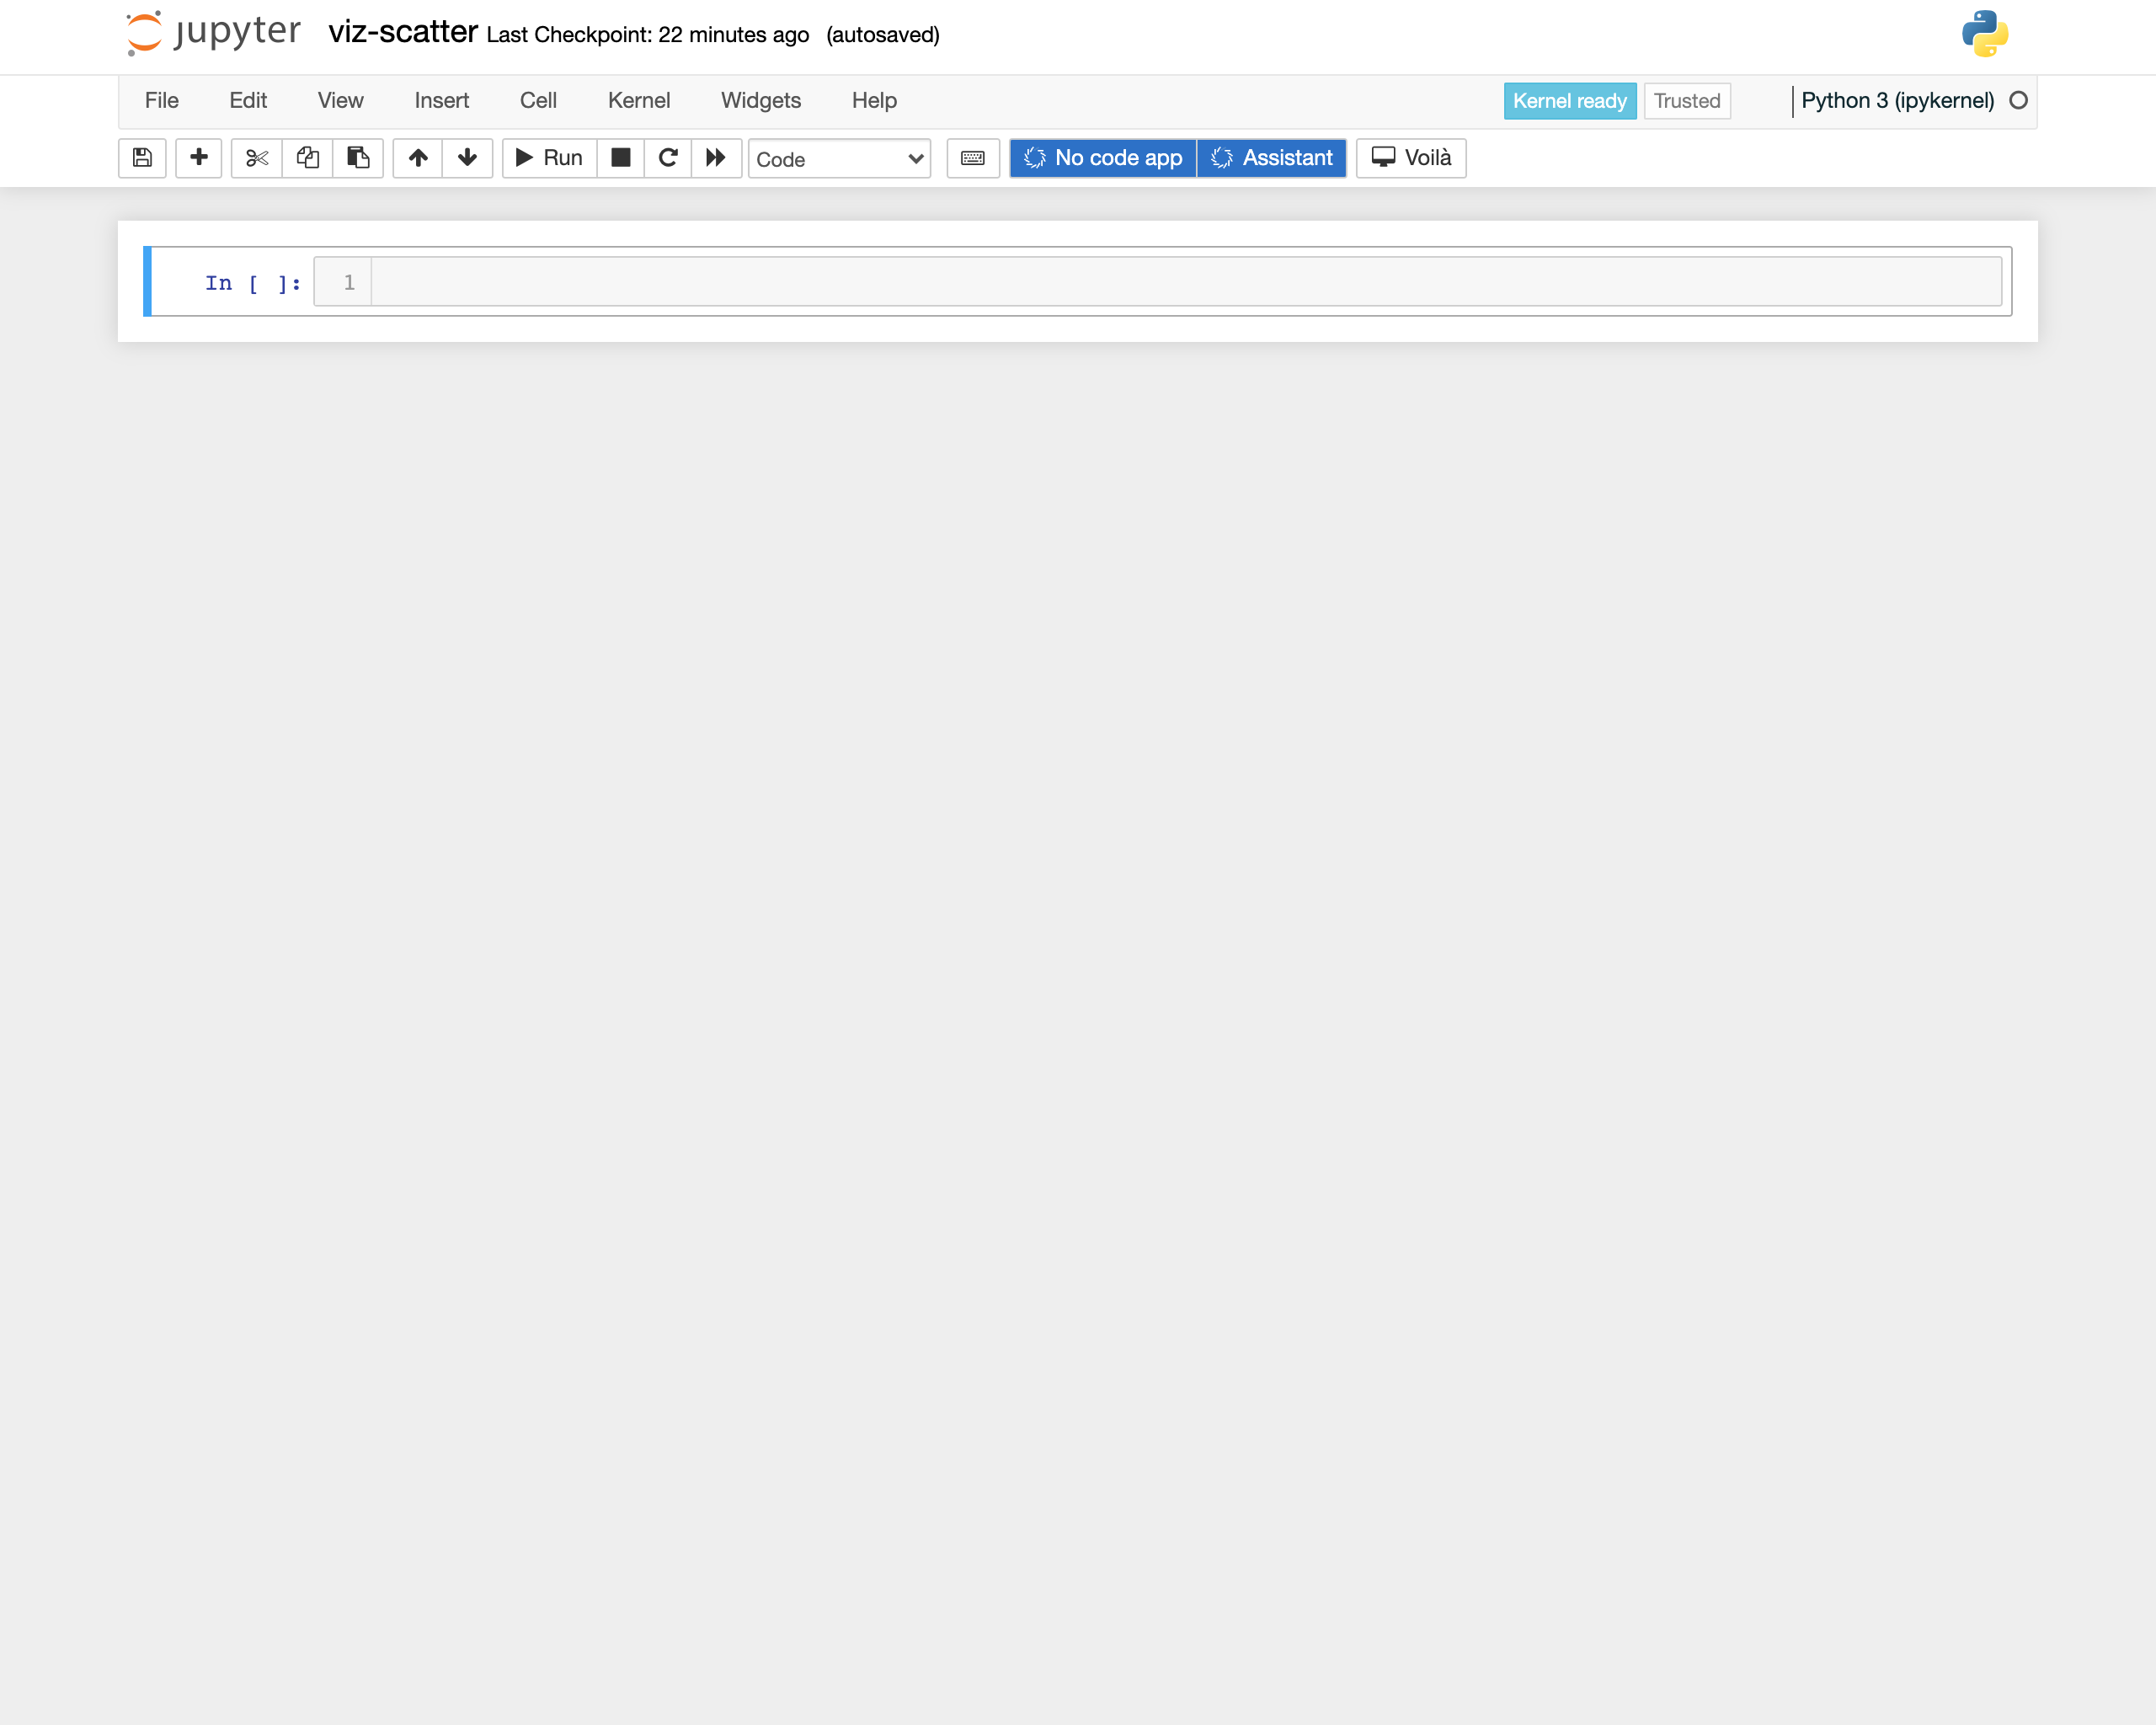 jupyter viz-scatter Last Checkpoint: 22 minutes ago (autosaved)
File Edit View Insert Cell Kernel Widgets Help Kernel ready Trusted Python 3 (ipykernel)
Run Code No code app Assistant Voilà
In [ ]: 1